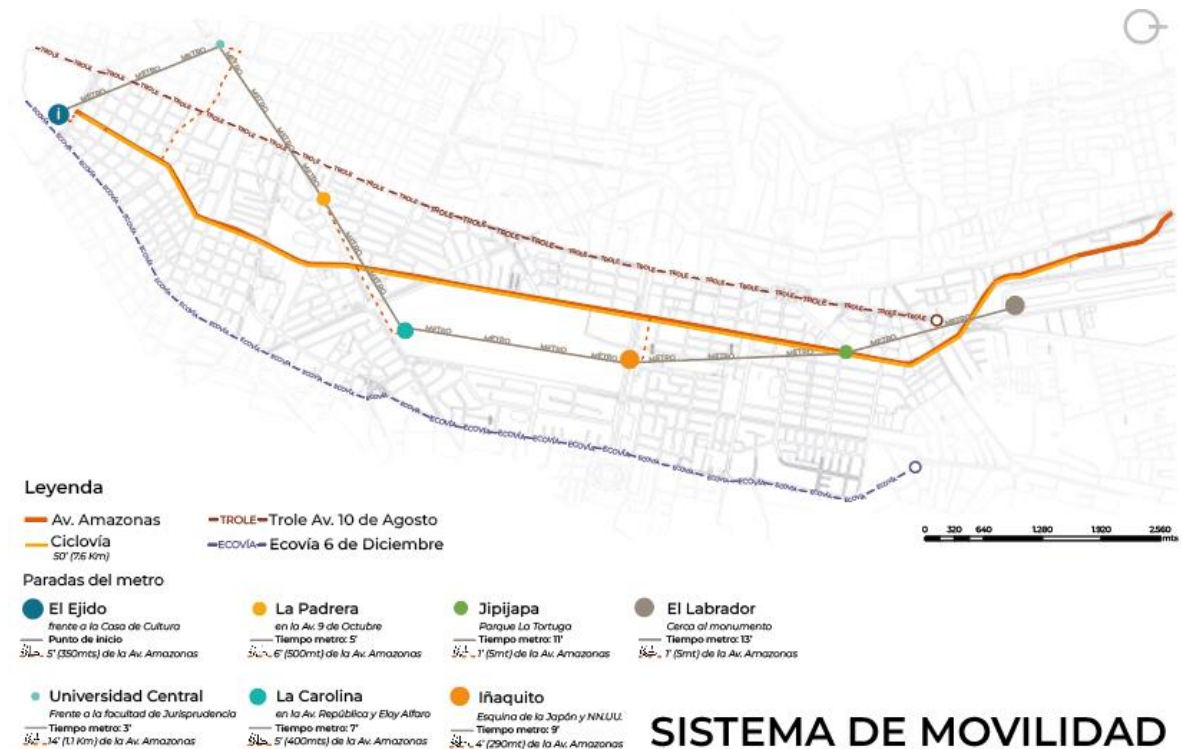 i
TROLE
METRO
ECOVÍA
Leyenda
Av. Amazonas
Ciclovía
50' (7.6 Km)
TROLE Trole Av. 10 de Agosto
ECOVÍA Ecovía 6 de Diciembre
0 320 640 1.280 1.920 2.560
mts
Paradas del metro
El Ejido
frente a la Casa de Cultura
Punto de inicio
5' (350mts) de la Av. Amazonas
La Padrera
en la Av. 9 de Octubre
Tiempo metro: 5'
6' (500mt) de la Av. Amazonas
Jipijapa
Parque La Tortuga
Tiempo metro: 11'
1' (5mt) de la Av. Amazonas
El Labrador
Cerca al monumento
Tiempo metro: 13'
1' (5mt) de la Av. Amazonas
Universidad Central
Frente a la facultad de Jurisprudencia
Tiempo metro: 3'
14' (1.1 Km) de la Av. Amazonas
La Carolina
en la Av. República y Eloy Alfaro
Tiempo metro: 7'
5' (400mts) de la Av. Amazonas
Iñaquito
Esquina de la Japón y NN.UU.
Tiempo metro: 9'
4' (290mt) de la Av. Amazonas
SISTEMA DE MOVILIDAD